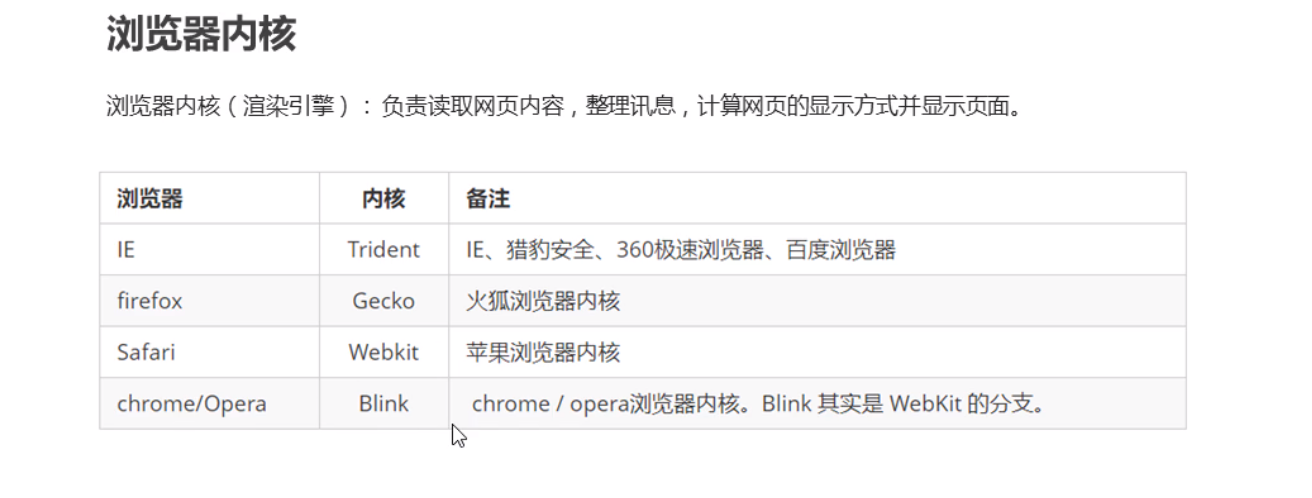 浏览器内核
浏览器内核（渲染引擎）：负责读取网页内容，整理讯息，计算网页的显示方式并显示页面。
浏览器 内核 备注
IE Trident IE、猎豹安全、360极速浏览器、百度浏览器
firefox Gecko 火狐浏览器内核
Safari Webkit 苹果浏览器内核
chrome/Opera Blink chrome / opera浏览器内核。Blink 其实是 WebKit 的分支。